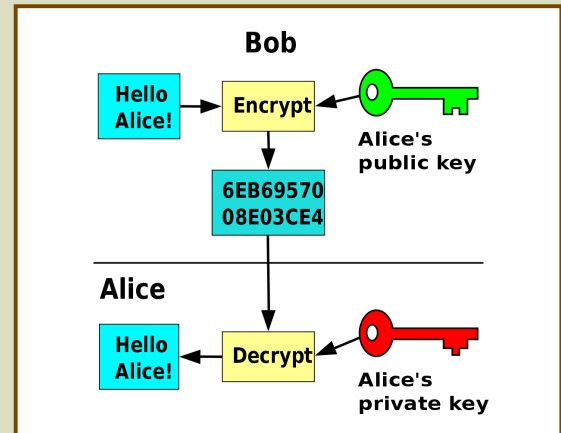 Bob
Hello
Alice!
Encrypt
Alice's
public key
6EB69570
08E03CE4
Alice
Hello
Alice!
Decrypt
Alice's
private key